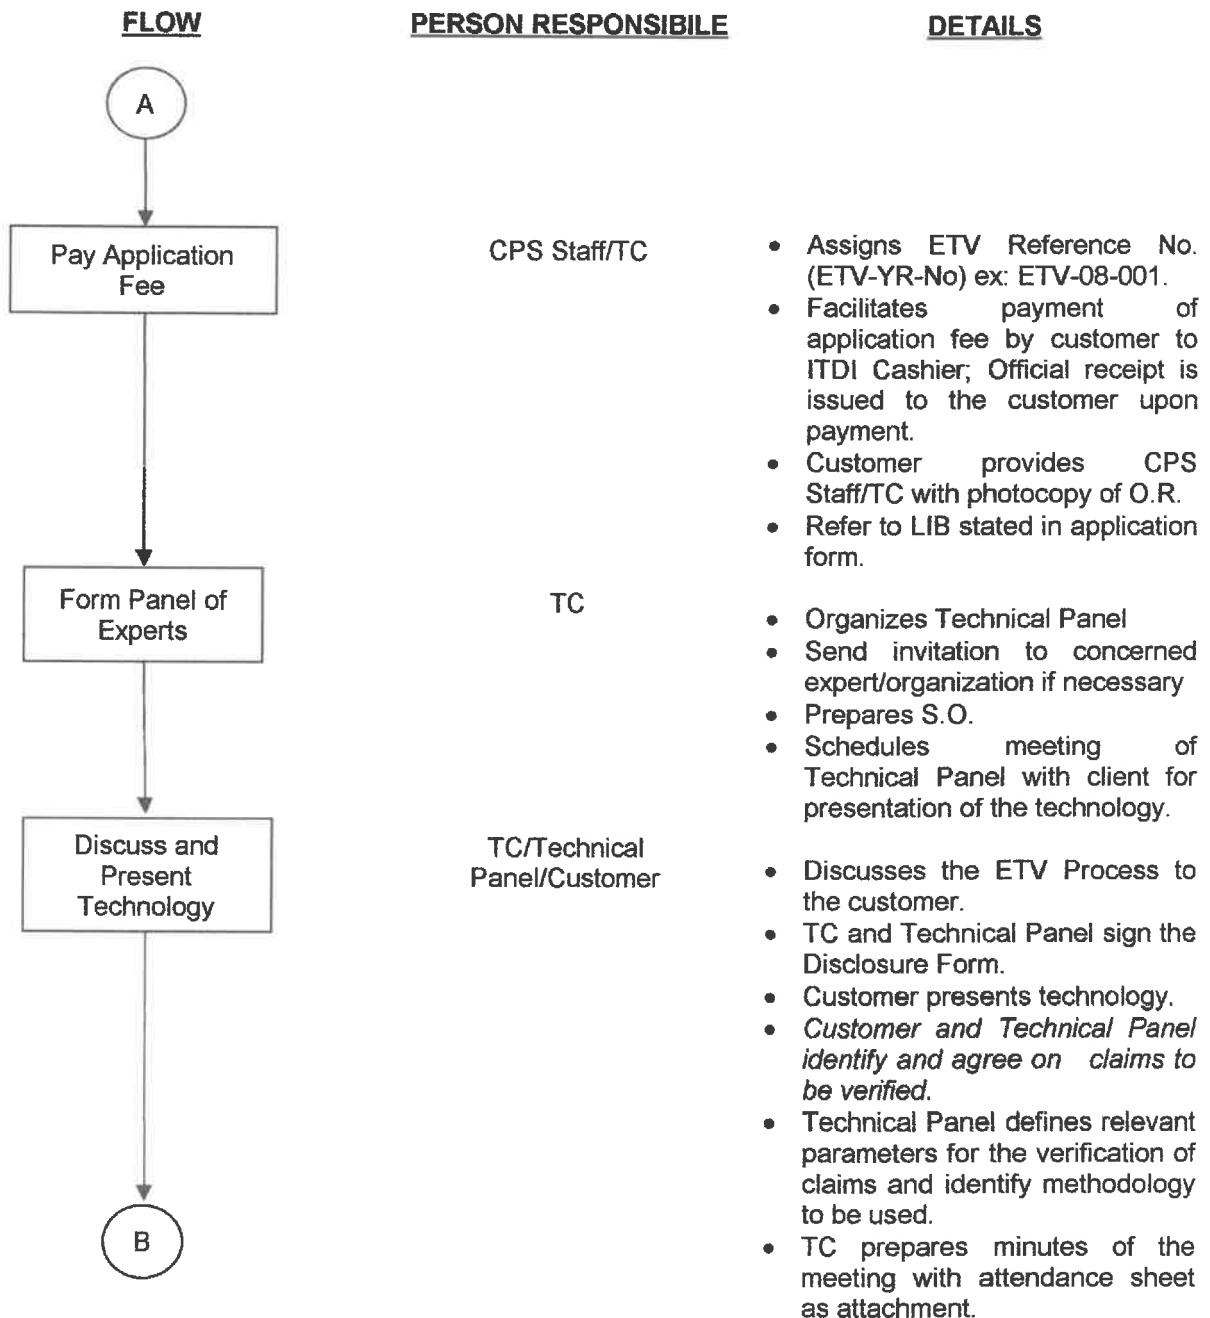 FLOW
PERSON RESPONSIBILE
DETAILS
A
Pay Application
Fee
CPS Staff/TC
• Assigns ETV Reference No.
(ETV-YR-No) ex: ETV-08-001.
• Facilitates payment of
application fee by customer to
ITDI Cashier; Official receipt is
issued to the customer upon
payment.
• Customer provides CPS
Staff/TC with photocopy of O.R.
• Refer to LIB stated in application
form.
Form Panel of
Experts
TC
• Organizes Technical Panel
• Send invitation to concerned
expert/organization if necessary
• Prepares S.O.
• Schedules meeting of
Technical Panel with client for
presentation of the technology.
Discuss and
Present
Technology
TC/Technical
Panel/Customer
• Discusses the ETV Process to
the customer.
• TC and Technical Panel sign the
Disclosure Form.
• Customer presents technology.
• Customer and Technical Panel
identify and agree on claims to
be verified.
• Technical Panel defines relevant
parameters for the verification of
claims and identify methodology
to be used.
• TC prepares minutes of the
meeting with attendance sheet
as attachment.
B